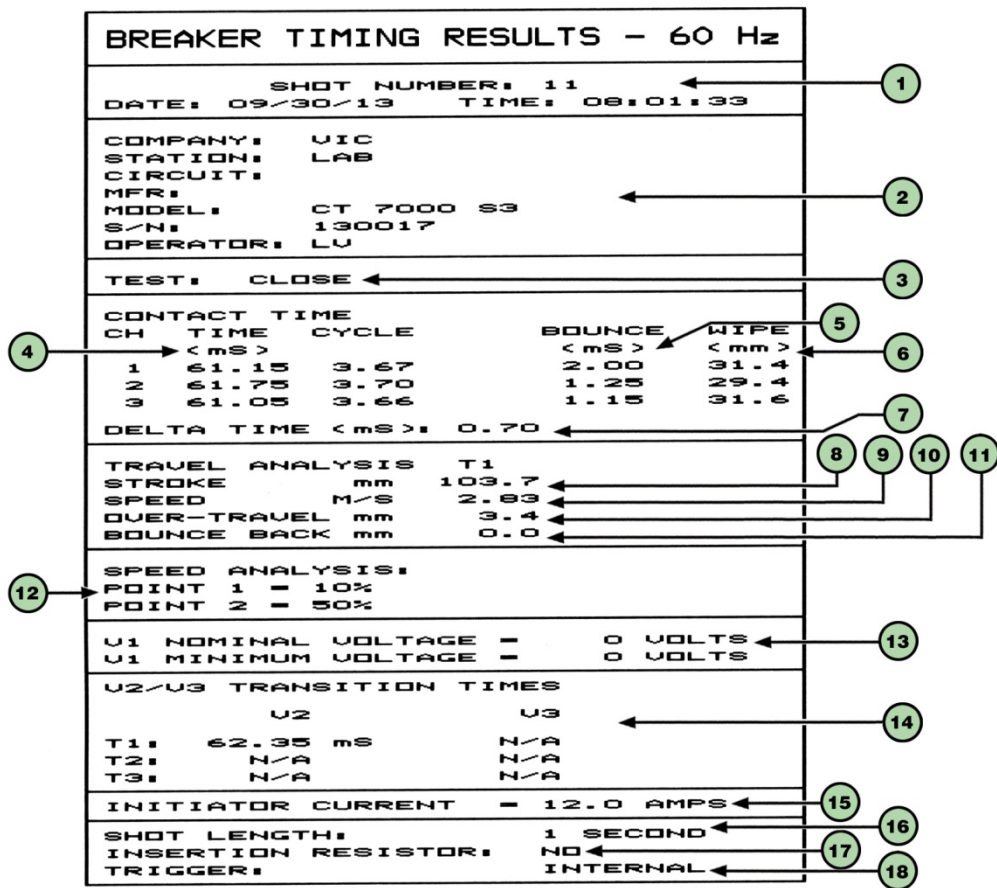 BREAKER TIMING RESULTS - 60 Hz
SHOT NUMBER: 11
DATE: 09/30/13 TIME: 08:01:33
1
COMPANY: VIC
STATION: LAB
CIRCUIT:
MFR:
MODEL: CT 7000 S3
S/N: 130017
OPERATOR: LV
2
TEST: CLOSE
3
CONTACT TIME
CH TIME CYCLE BOUNCE WIPE
<mS> <mS> <mm>
1 61.15 3.67 2.00 31.4
2 61.75 3.70 1.25 29.4
3 61.05 3.66 1.15 31.6
4
5
6
DELTA TIME <mS>: 0.70
7
TRAVEL ANALYSIS T1
STROKE mm 103.7
SPEED M/S 2.83
OVER-TRAVEL mm 3.4
BOUNCE BACK mm 0.0
8 9 10 11
SPEED ANALYSIS:
POINT 1 = 10%
POINT 2 = 50%
12
V1 NOMINAL VOLTAGE = 0 VOLTS
V1 MINIMUM VOLTAGE = 0 VOLTS
13
V2/V3 TRANSITION TIMES
V2 V3
T1: 62.35 mS N/A
T2: N/A N/A
T3: N/A N/A
14
INITIATOR CURRENT = 12.0 AMPS
15
SHOT LENGTH: 1 SECOND
16
INSERTION RESISTOR: NO
17
TRIGGER: INTERNAL
18